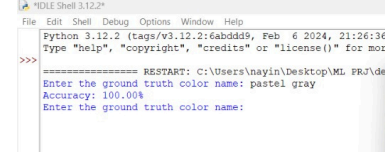 *IDLE Shell 3.12.2*
File Edit Shell Debug Options Window Help
Python 3.12.2 (tags/v3.12.2:6abddd9, Feb 6 2024, 21:26:36
Type "help", "copyright", "credits" or "license()" for mor
>>>
================ RESTART: C:\Users\nayin\Desktop\ML PRJ\de
Enter the ground truth color name: pastel gray
Accuracy: 100.00%
Enter the ground truth color name: